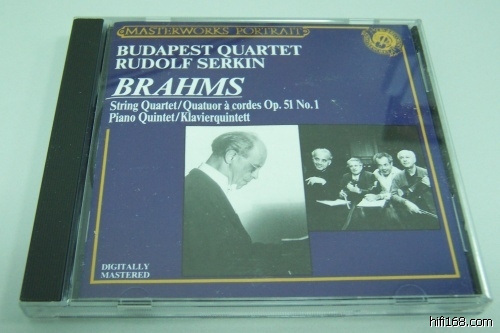 MASTERWORKS PORTRAIT
BUDAPEST QUARTET
RUDOLF SERKIN
BRAHMS
String Quartet/Quatuor à cordes Op. 51 No. 1
Piano Quintet/Klavierquintett
DIGITALLY
MASTERED
hifi168.com